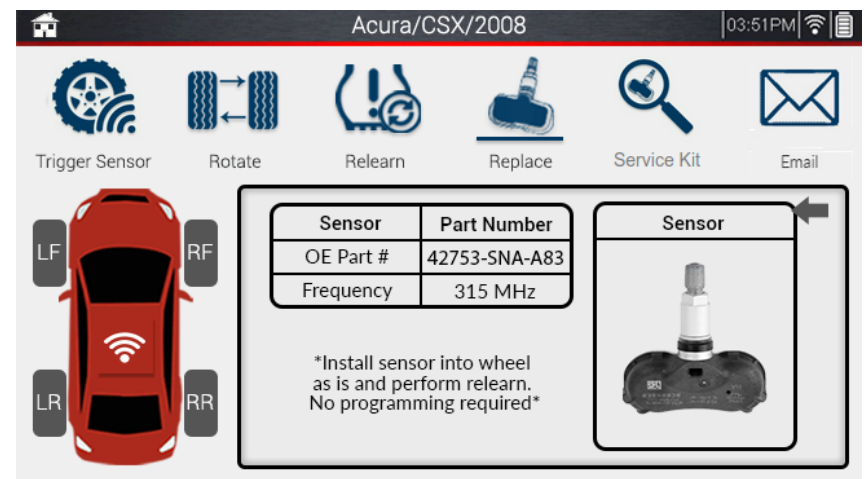 Acura/CSX/2008
03:51PM
Trigger Sensor
Rotate
Relearn
Replace
Service Kit
Email
LF
RF
LR
RR
Sensor Part Number
OE Part # 42753-SNA-A83
Frequency 315 MHz
*Install sensor into wheel
as is and perform relearn.
No programming required*
Sensor